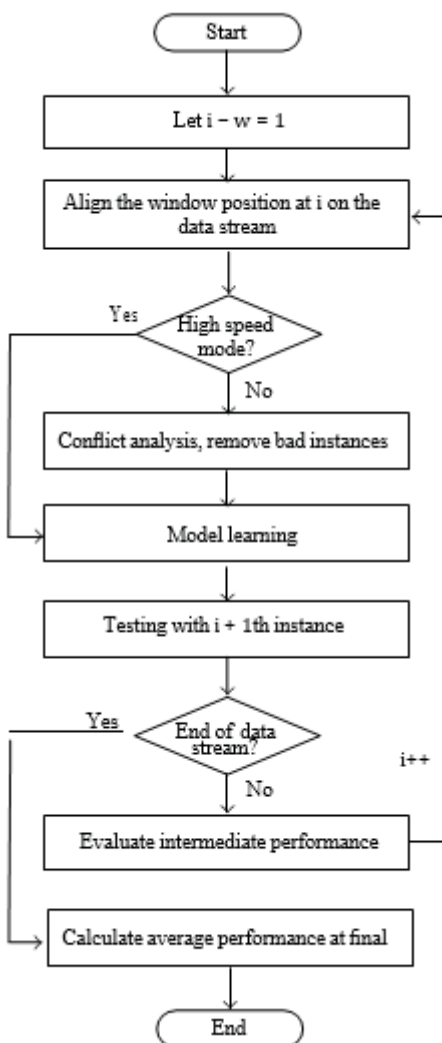 Start
Let i − w = 1
Align the window position at i on the
data stream
Yes
High speed
mode?
No
Conflict analysis, remove bad instances
Model learning
Testing with i + 1th instance
Yes
End of data
stream?
i++
No
Evaluate intermediate performance
Calculate average performance at final
End